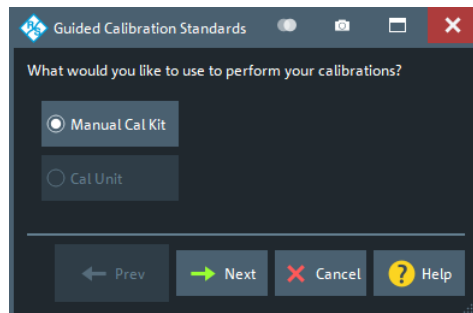 Guided Calibration Standards
What would you like to use to perform your calibrations?
Manual Cal Kit
Cal Unit
Prev
Next
Cancel
? Help